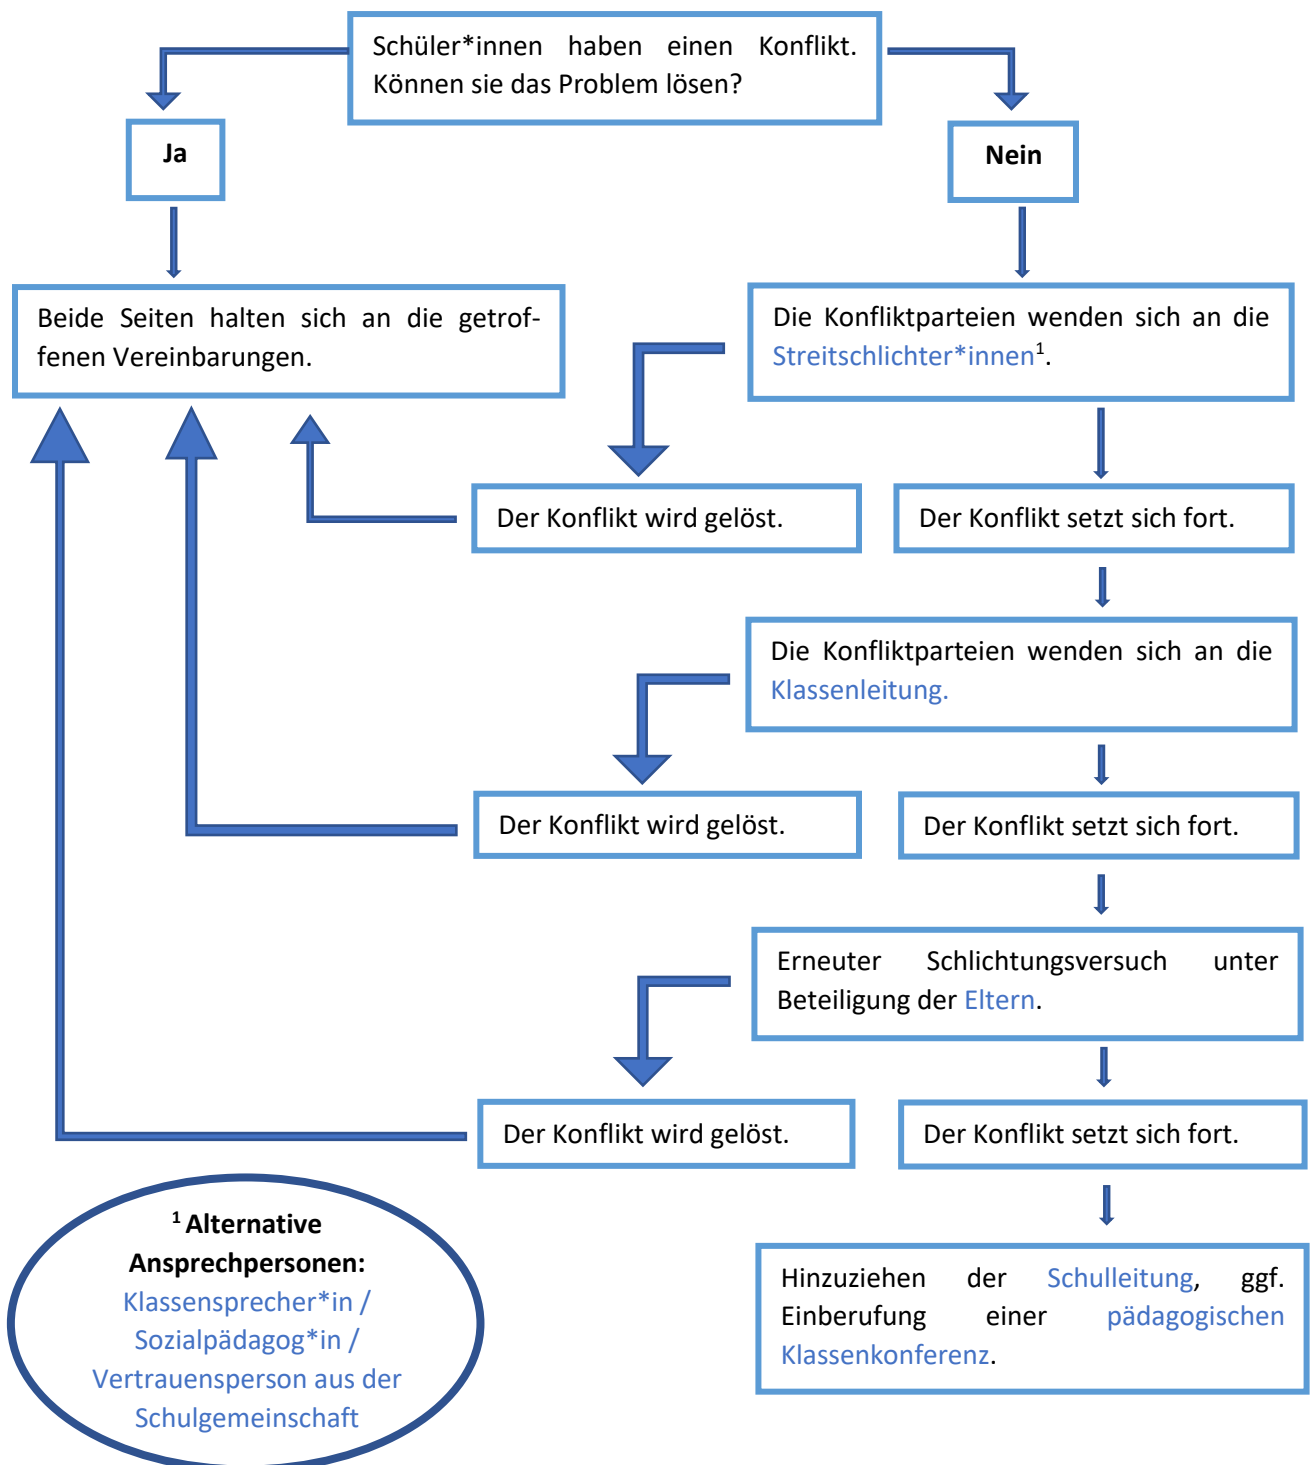 Schüler*innen haben einen Konflikt.
Können sie das Problem lösen?
Ja
Nein
Beide Seiten halten sich an die getrof-
fenen Vereinbarungen.
Die Konfliktparteien wenden sich an die
Streitschlichter*innen¹.
Der Konflikt wird gelöst.
Der Konflikt setzt sich fort.
Die Konfliktparteien wenden sich an die
Klassenleitung.
Der Konflikt wird gelöst.
Der Konflikt setzt sich fort.
Erneuter Schlichtungsversuch unter
Beteiligung der Eltern.
Der Konflikt wird gelöst.
Der Konflikt setzt sich fort.
¹ Alternative
Ansprechpersonen:
Klassensprecher*in /
Sozialpädagog*in /
Vertrauensperson aus der
Schulgemeinschaft
Hinzuziehen der Schulleitung, ggf.
Einberufung einer pädagogischen
Klassenkonferenz.